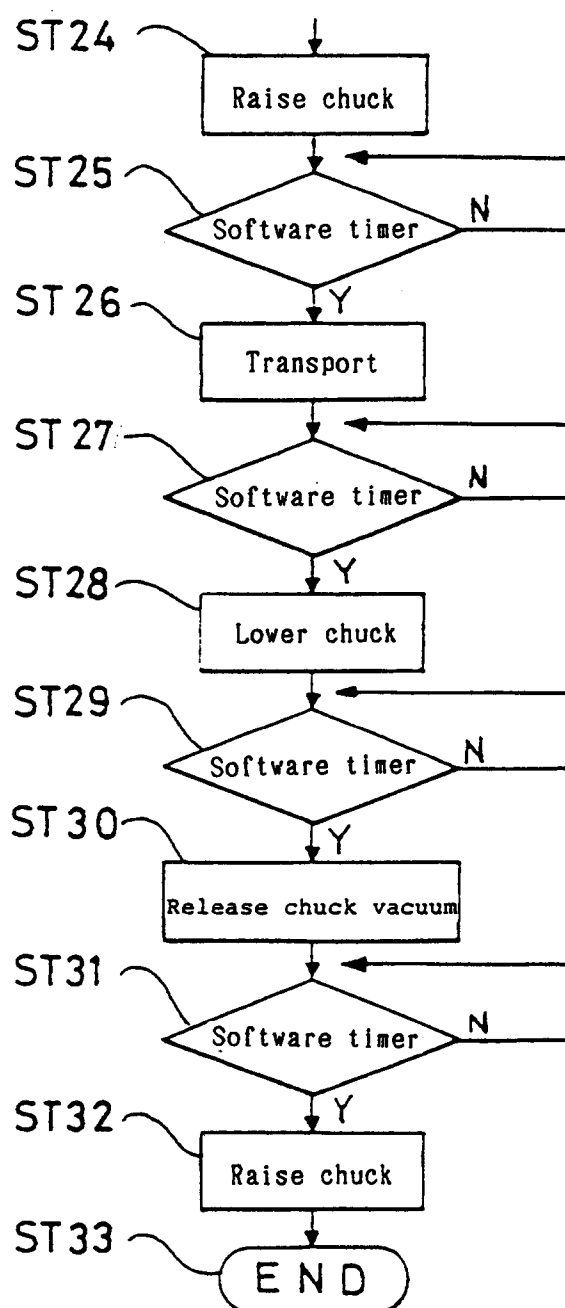 ST24
Raise chuck
ST25
Software timer
N
Y
ST26
Transport
ST27
Software timer
N
Y
ST28
Lower chuck
ST29
Software timer
N
Y
ST30
Release chuck vacuum
ST31
Software timer
N
Y
ST32
Raise chuck
ST33
END